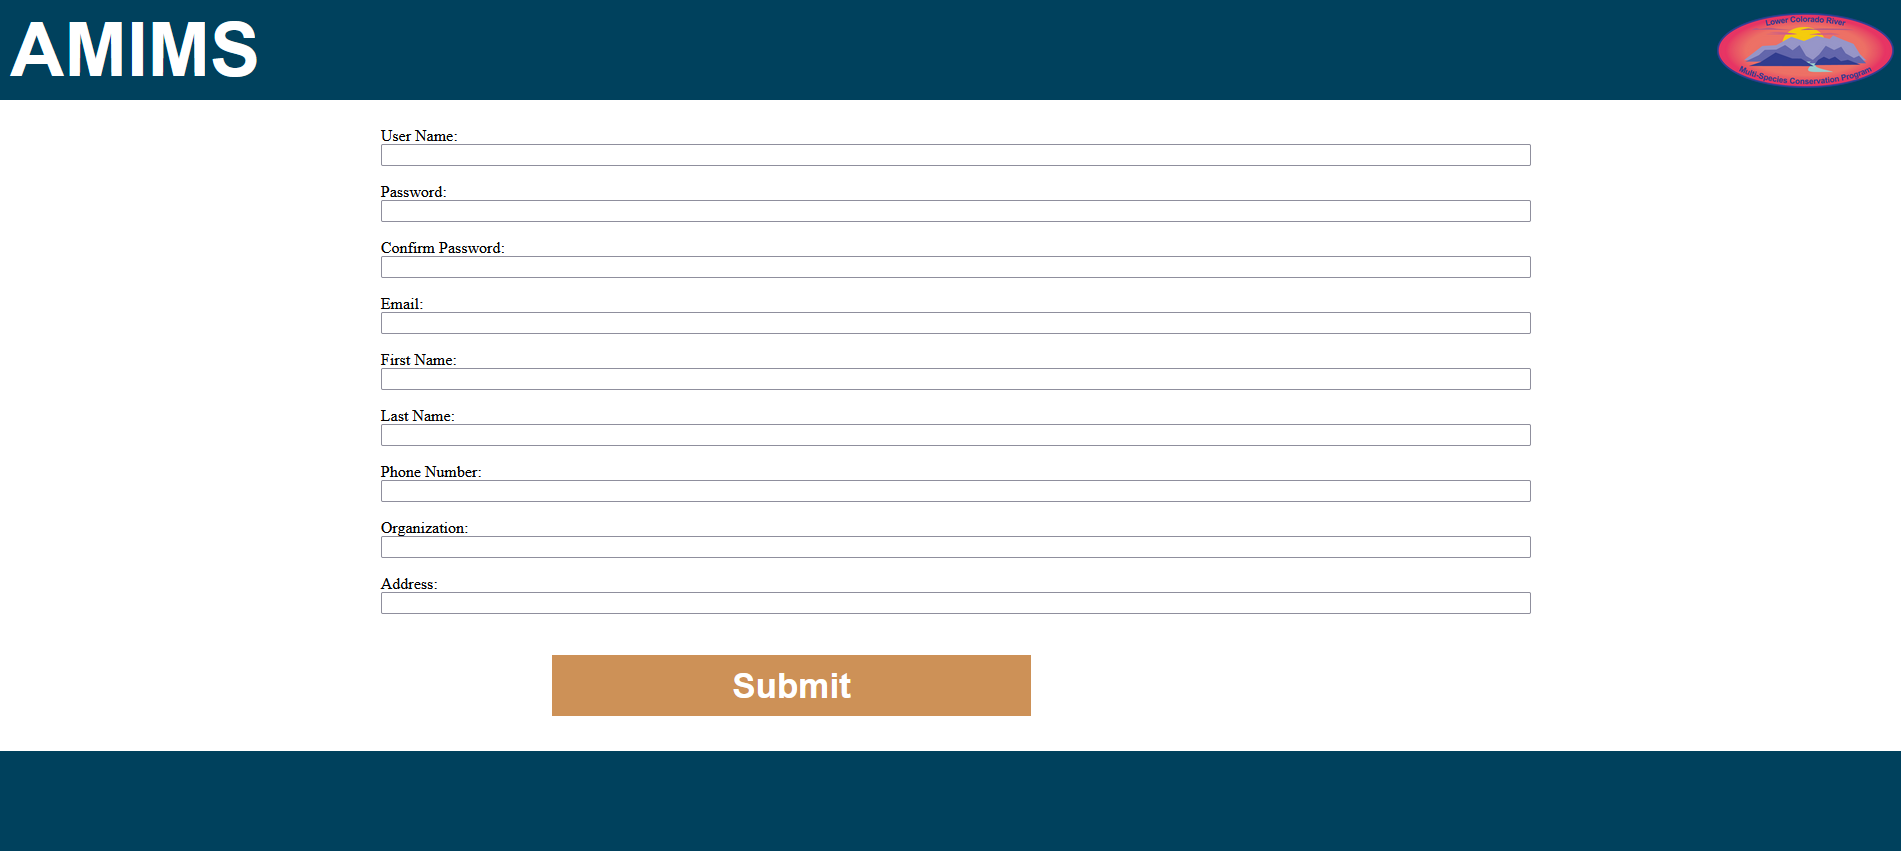 AMIMS
Lower Colorado River
Multi-Species Conservation Program
User Name:
Password:
Confirm Password:
Email:
First Name:
Last Name:
Phone Number:
Organization:
Address:
Submit